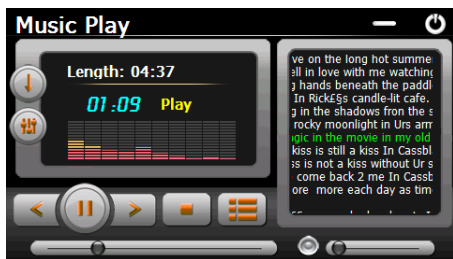 Music Play
Length: 04:37
01:09 Play
ve on the long hot summe
ell in love with me watching
g hands beneath the paddl
In Rick£§s candle-lit cafe.
g in the shadows fron the s
rocky moonlight in Urs arm
agic in the movie in my old
kiss is still a kiss In Cassbl
ss is not a kiss without Ur s
come back 2 me In Cassb
ore more each day as tim